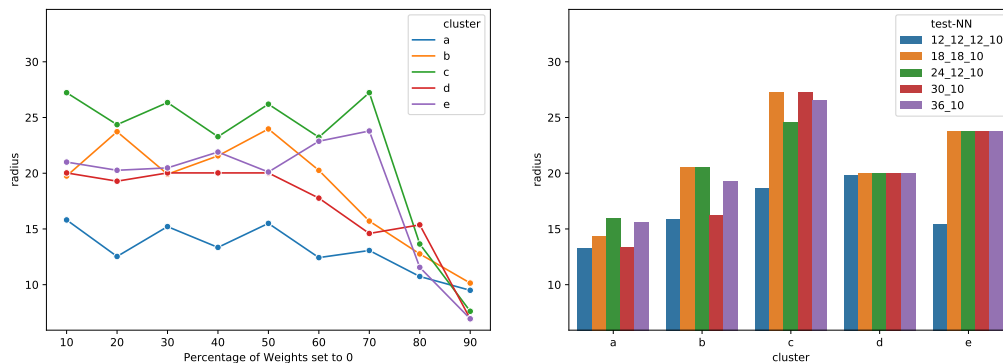 cluster
a
b
c
d
e
30
25
20
15
10
radius
10 20 30 40 50 60 70 80 90
Percentage of Weights set to 0
test-NN
12_12_12_10
18_18_10
24_12_10
30_10
36_10
30
25
20
15
10
radius
a b c d e
cluster